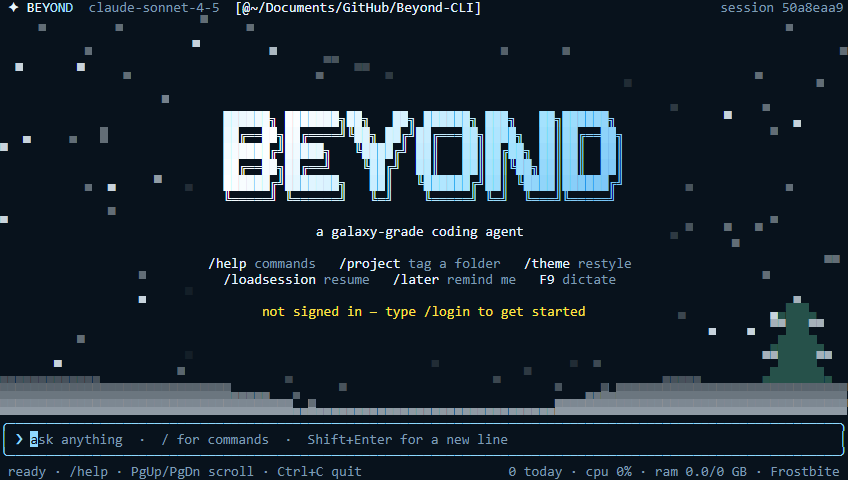 ✦ BEYOND claude-sonnet-4-5 [@~/Documents/GitHub/Beyond-CLI] session 50a8eaa9
BEYOND
a galaxy-grade coding agent
/help commands /project tag a folder /theme restyle
/loadsession resume /later remind me F9 dictate
not signed in — type /login to get started
❯ ask anything · / for commands · Shift+Enter for a new line
ready · /help · PgUp/PgDn scroll · Ctrl+C quit 0 today · cpu 0% · ram 0.0/0 GB · Frostbite